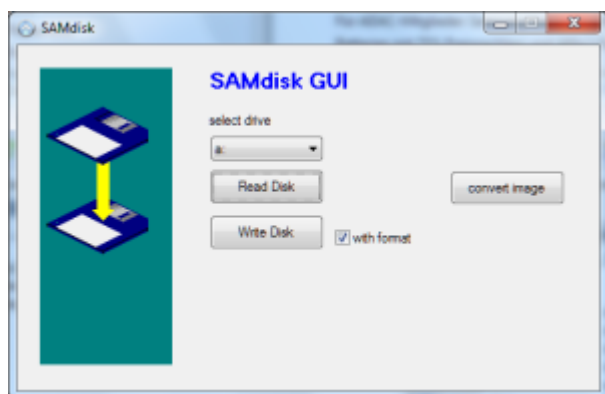 SAMdisk
SAMdisk GUI
select drive
a:
Read Disk
convert image
Write Disk
with format